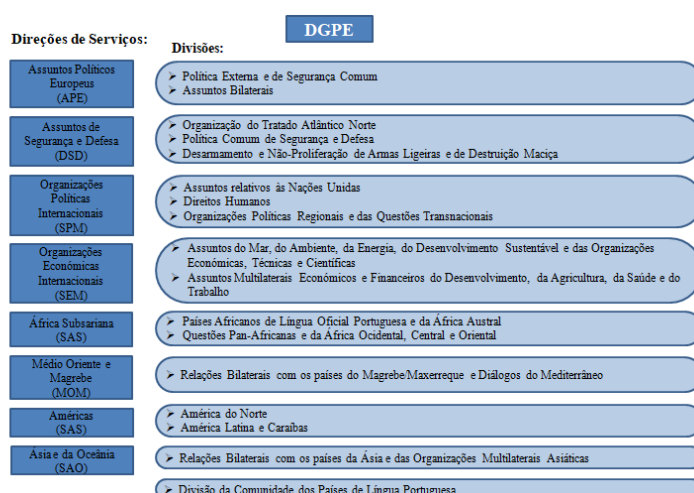 DGPE
Direções de Serviços:
Divisões:
Assuntos Políticos
Europeus
(APE)
➢ Política Externa e de Segurança Comum
➢ Assuntos Bilaterais
Assuntos de
Segurança e Defesa
(DSD)
➢ Organização do Tratado Atlântico Norte
➢ Política Comum de Segurança e Defesa
➢ Desarmamento e Não-Proliferação de Armas Ligeiras e de Destruição Maciça
Organizações
Políticas
Internacionais
(SPM)
➢ Assuntos relativos às Nações Unidas
➢ Direitos Humanos
➢ Organizações Políticas Regionais e das Questões Transnacionais
Organizações
Económicas
Internacionais
(SEM)
➢ Assuntos do Mar, do Ambiente, da Energia, do Desenvolvimento Sustentável e das Organizações
Económicas, Técnicas e Científicas
➢ Assuntos Multilaterais Económicos e Financeiros do Desenvolvimento, da Agricultura, da Saúde e do
Trabalho
África Subsariana
(SAS)
➢ Países Africanos de Língua Oficial Portuguesa e da África Austral
➢ Questões Pan-Africanas e da África Ocidental, Central e Oriental
Médio Oriente e
Magrebe
(MOM)
➢ Relações Bilaterais com os países do Magrebe/Maxerreque e Diálogos do Mediterrâneo
Américas
(SAS)
➢ América do Norte
➢ América Latina e Caraíbas
Ásia e da Oceânia
(SAO)
➢ Relações Bilaterais com os países da Ásia e das Organizações Multilaterais Asiáticas
➢ Divisão da Comunidade dos Países de Língua Portuguesa